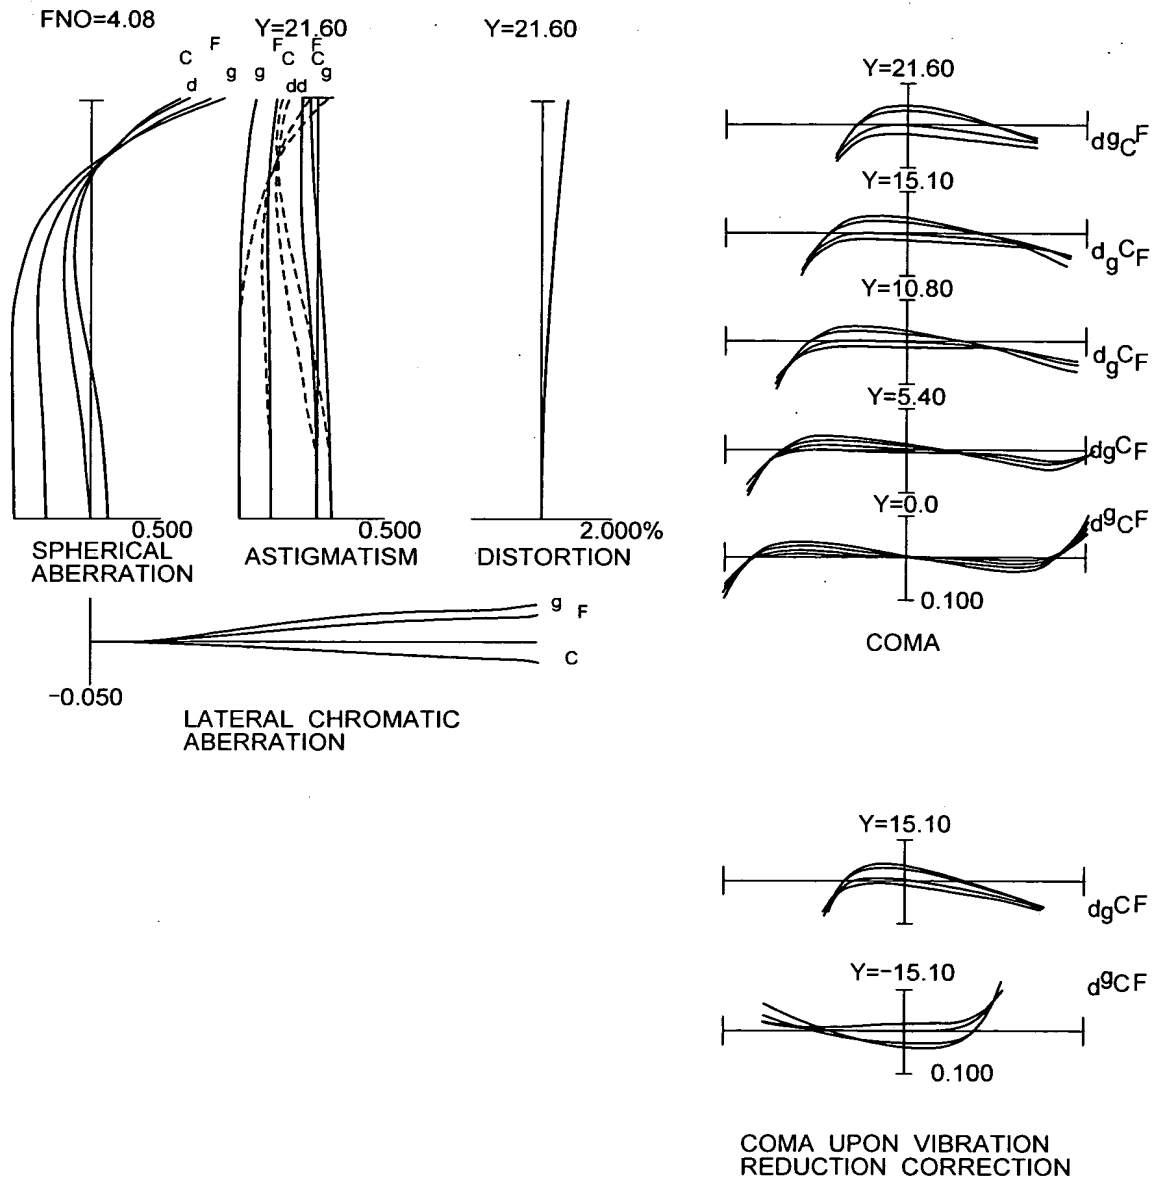 FNO=4.08
Y=21.60
Y=21.60
C
F
d
g
g
F
C
dd
F
C
g
0.500
SPHERICAL
ABERRATION
0.500
ASTIGMATISM
2.000%
DISTORTION
g
F
C
−0.050
LATERAL CHROMATIC
ABERRATION
Y=21.60
dgCF
Y=15.10
dgCF
Y=10.80
dgCF
Y=5.40
dgCF
Y=0.0
dgCF
0.100
COMA
Y=15.10
dgCF
Y=−15.10
dgCF
0.100
COMA UPON VIBRATION
REDUCTION CORRECTION